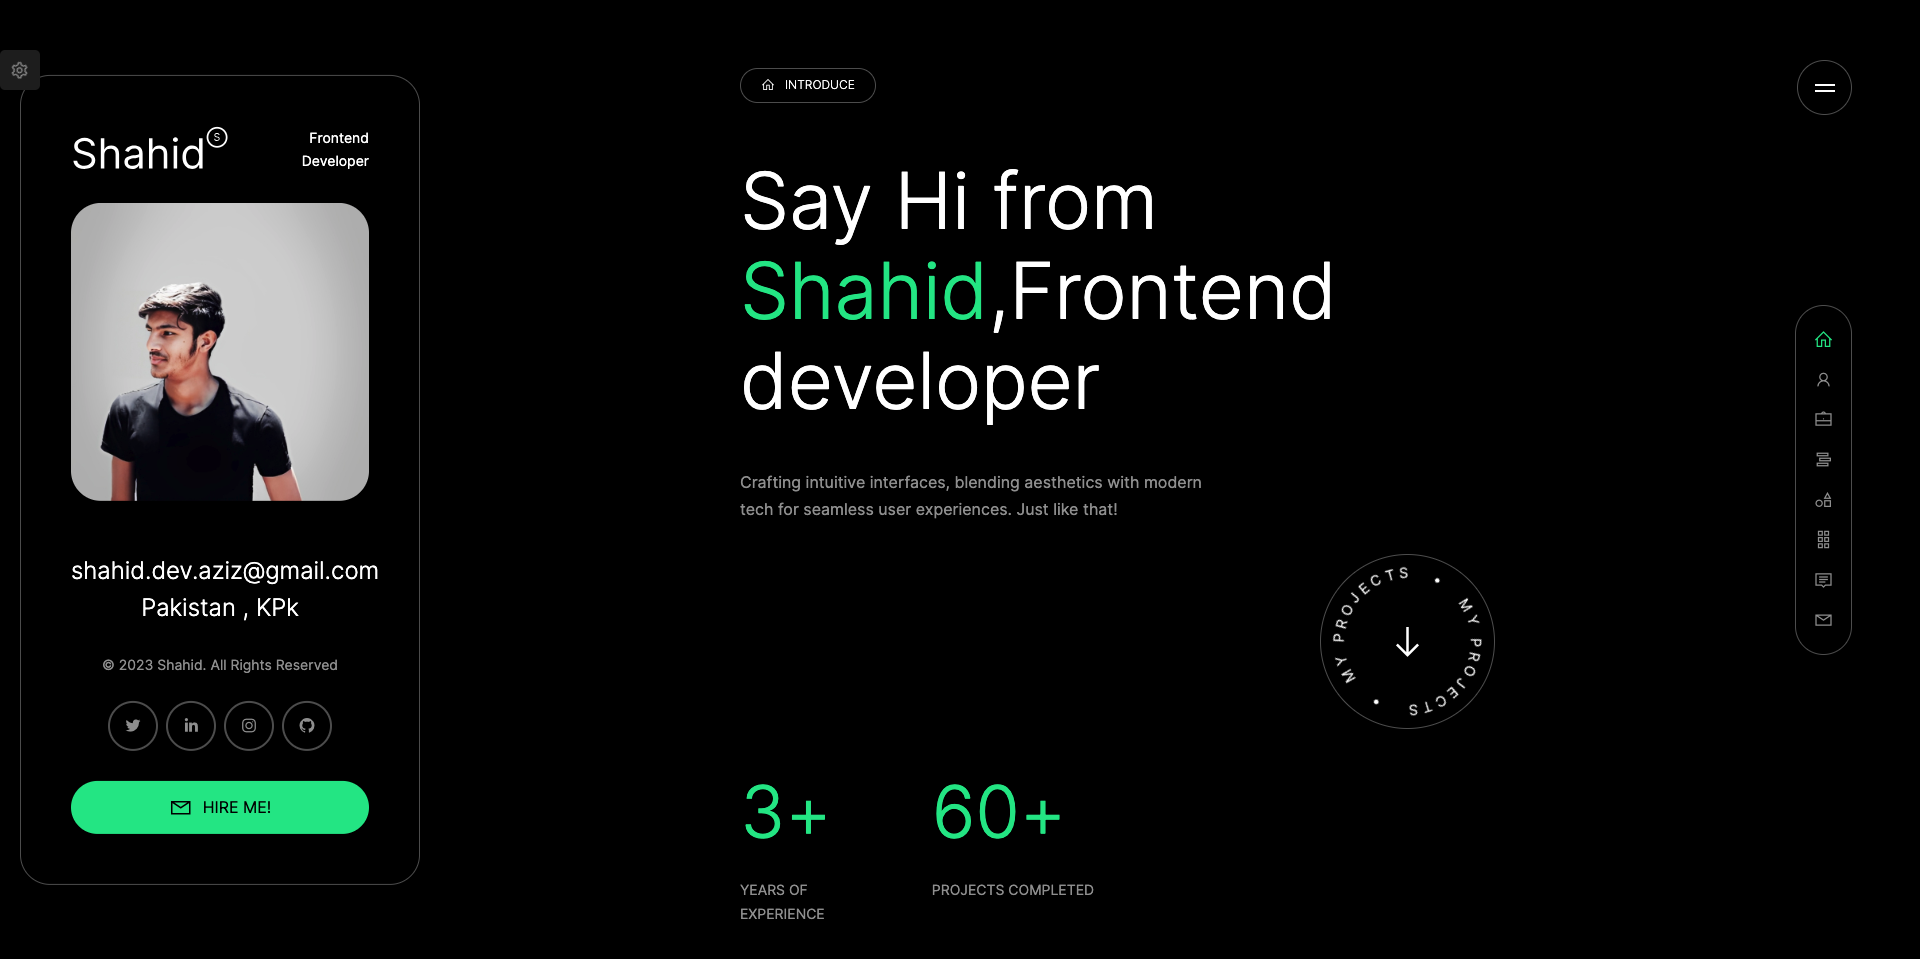 Shahid
S
Frontend
Developer
shahid.dev.aziz@gmail.com
Pakistan , KPk
© 2023 Shahid. All Rights Reserved
in
HIRE ME!
INTRODUCE
Say Hi from
Shahid,Frontend
developer
Crafting intuitive interfaces, blending aesthetics with modern
tech for seamless user experiences. Just like that!
MY PROJECTS • MY PROJECTS •
3+
YEARS OF
EXPERIENCE
60+
PROJECTS COMPLETED